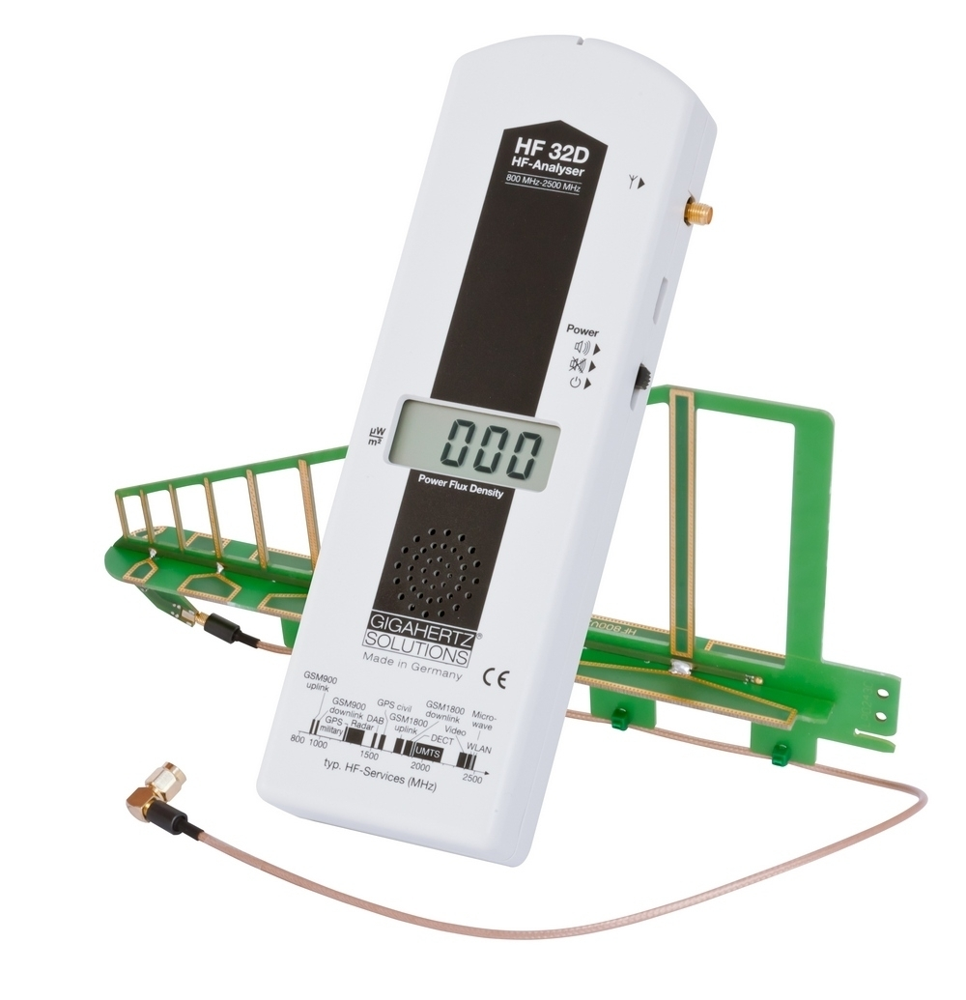 HF 32D
HF-Analyser
800 MHz-2500 MHz
Power
µW
m²
000
Power Flux Density
GIGAHERTZ
SOLUTIONS®
Made in Germany
CE
GSM900
uplink
GSM900
downlink
GPS
military
Radar
DAB
GPS civil
GSM1800
uplink
GSM1800
downlink
Video
DECT
Micro-
wave
WLAN
UMTS
800 1000 1500 2000 2500
typ. HF-Services (MHz)